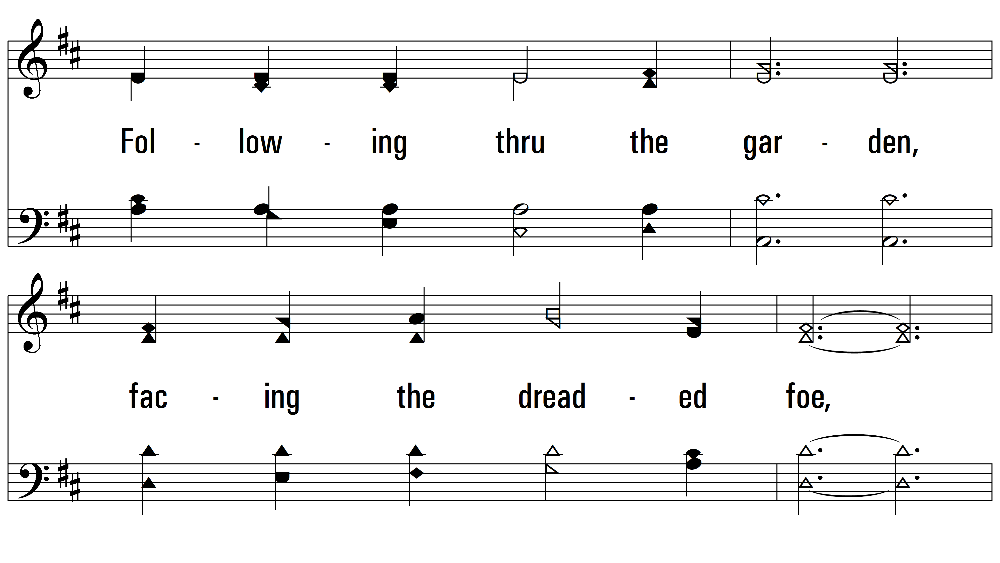 Fol - low - ing thru the gar - den,
fac - ing the dread - ed foe,